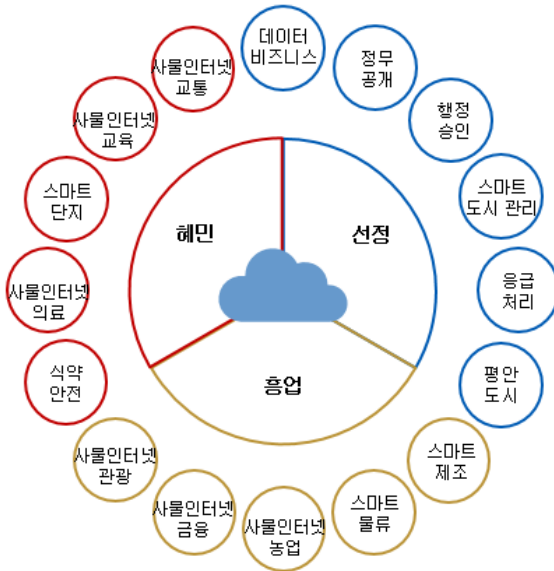 데이터
비즈니스
정무
공개
행정
승인
스마트
도시 관리
응급
처리
평안
도시
스마트
제조
스마트
물류
사물인터넷
농업
사물인터넷
금융
사물인터넷
관광
식약
안전
사물인터넷
의료
스마트
단지
사물인터넷
교육
사물인터넷
교통
혜민
선정
흥업